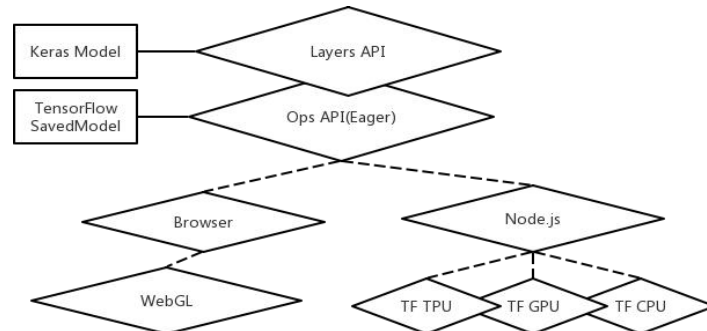 Keras Model
Layers API
TensorFlow
SavedModel
Ops API(Eager)
Browser
Node.js
WebGL
TF TPU
TF GPU
TF CPU